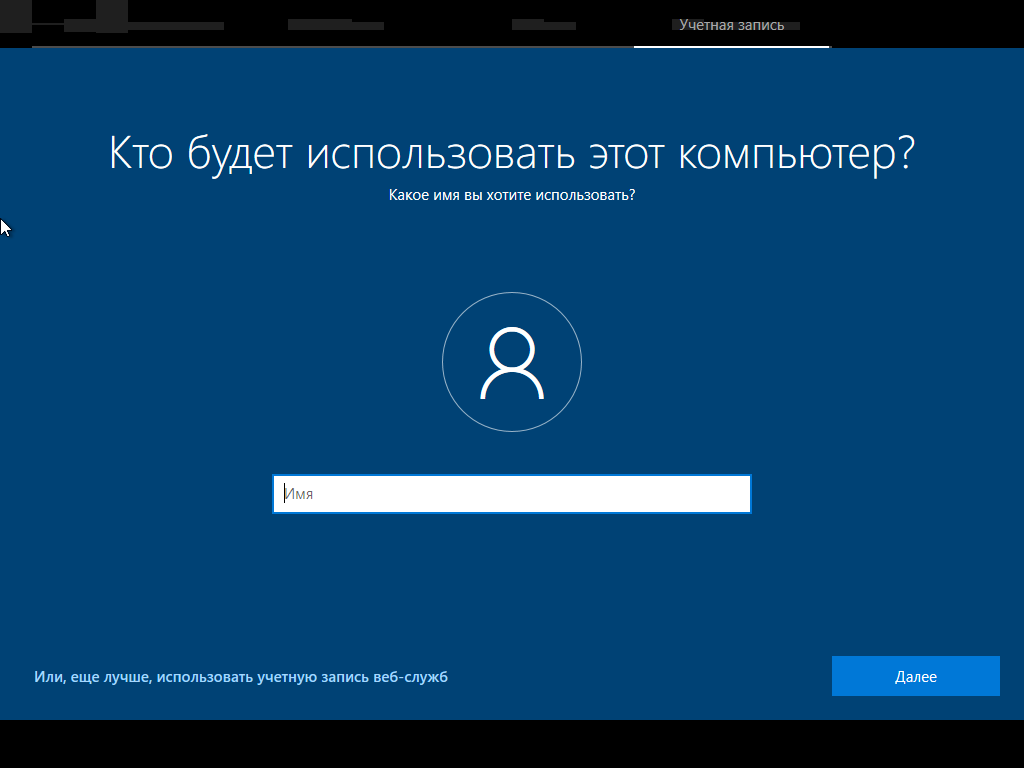 Учетная запись
Кто будет использовать этот компьютер?
Какое имя вы хотите использовать?
Имя
Или, еще лучше, использовать учетную запись веб-служб
Далее